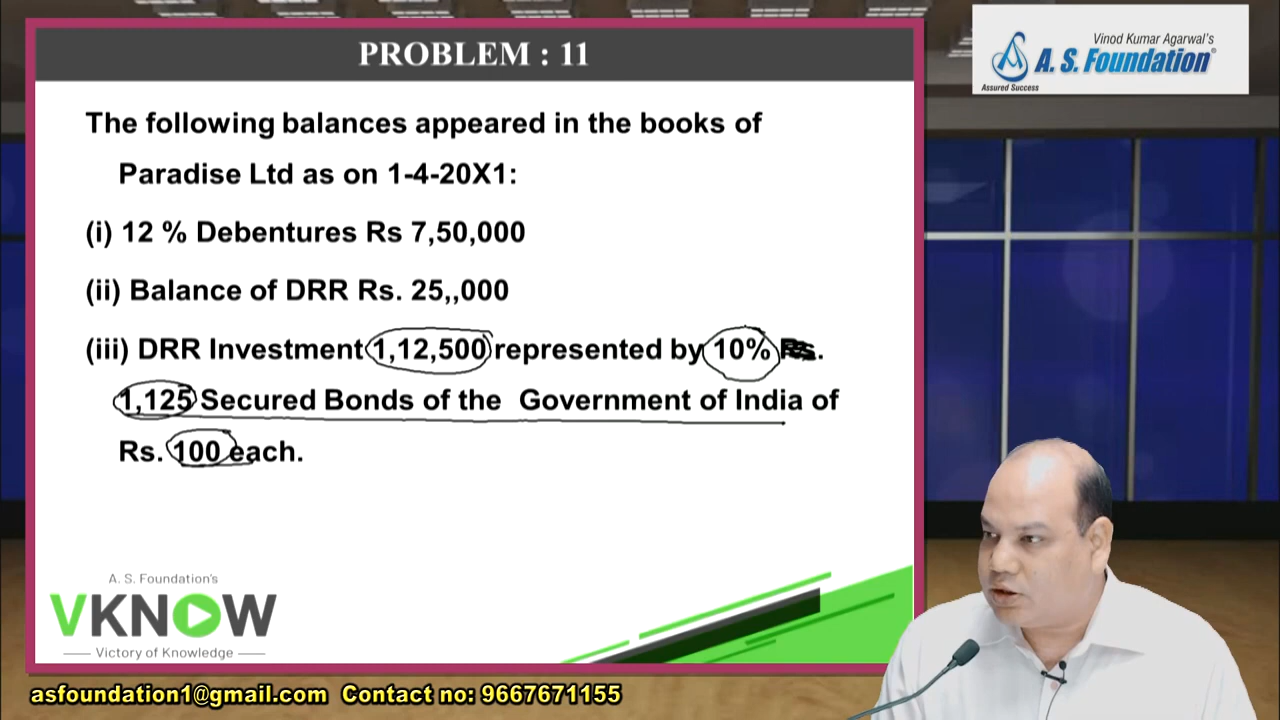 PROBLEM : 11
Vinod Kumar Agarwal's
A. S. Foundation®
Assured Success
The following balances appeared in the books of
Paradise Ltd as on 1-4-20X1:
(i) 12 % Debentures Rs 7,50,000
(ii) Balance of DRR Rs. 25,,000
(iii) DRR Investment 1,12,500 represented by 10% Rs.
1,125 Secured Bonds of the Government of India of
Rs. 100 each.
A. S. Foundation's
VKNOW
Victory of Knowledge
asfoundation1@gmail.com Contact no: 9667671155